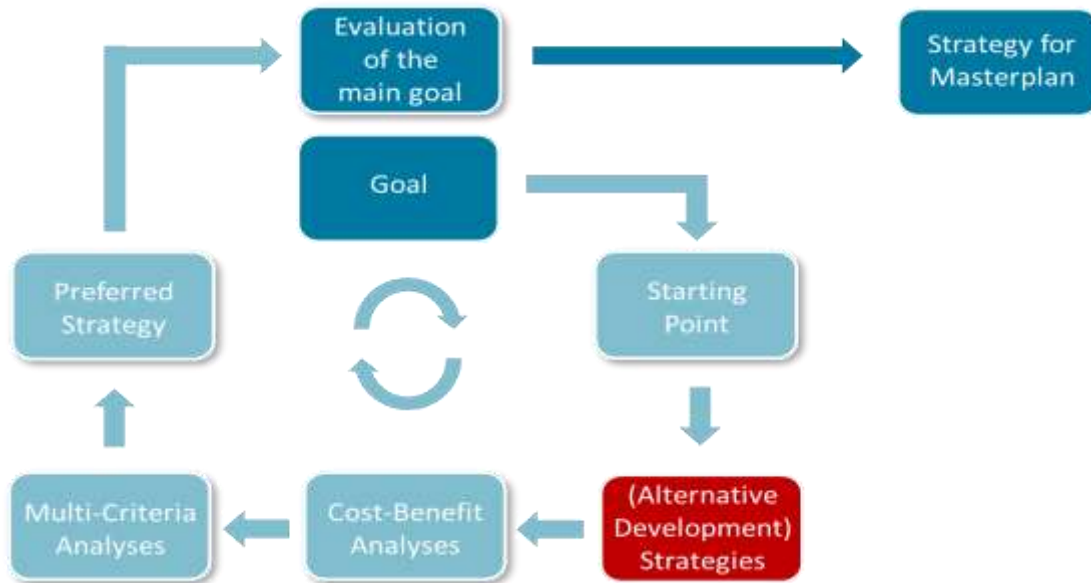 Evaluation
of the
main goal
Strategy for
Masterplan
Goal
Starting
Point
(Alternative
Development)
Strategies
Cost-Benefit
Analyses
Multi-Criteria
Analyses
Preferred
Strategy